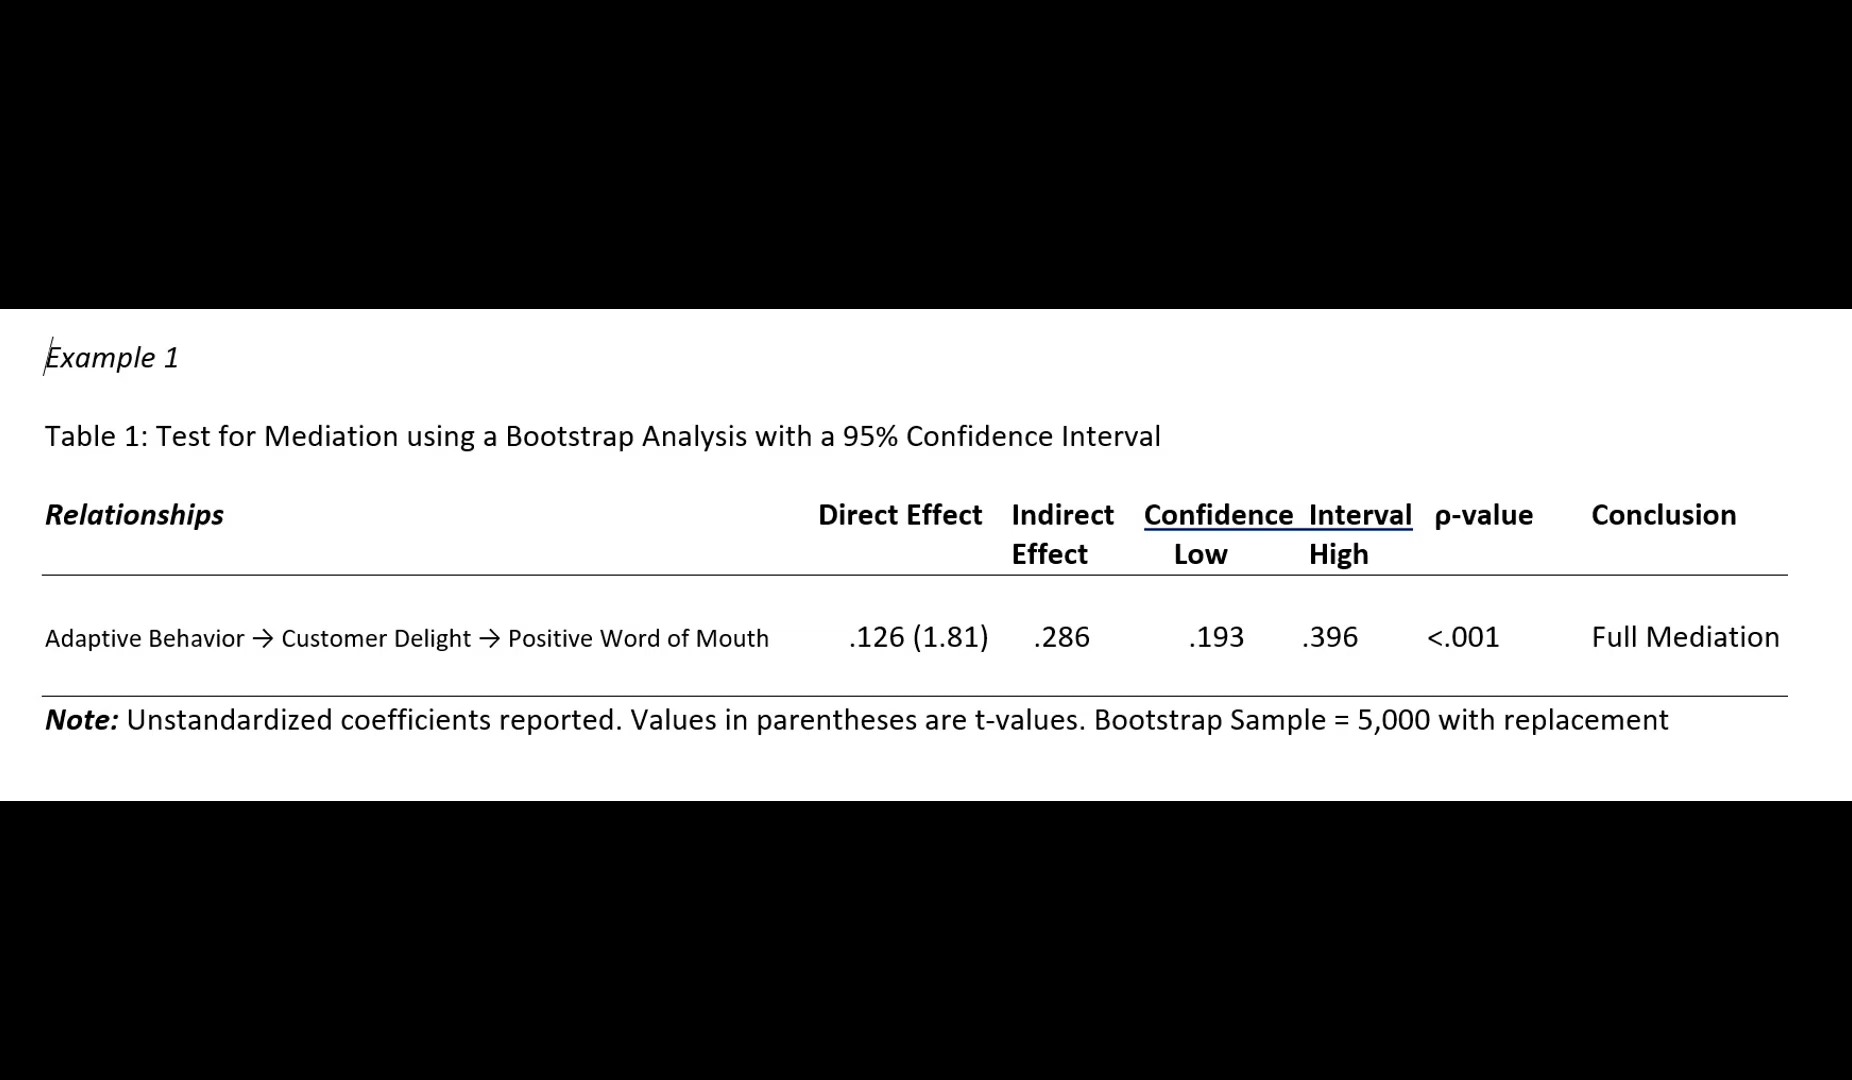 Example 1
Table 1: Test for Mediation using a Bootstrap Analysis with a 95% Confidence Interval
Relationships Direct Effect Indirect Confidence Interval ρ-value Conclusion
Effect Low High
Adaptive Behavior → Customer Delight → Positive Word of Mouth .126 (1.81) .286 .193 .396 <.001 Full Mediation
Note: Unstandardized coefficients reported. Values in parentheses are t-values. Bootstrap Sample = 5,000 with replacement